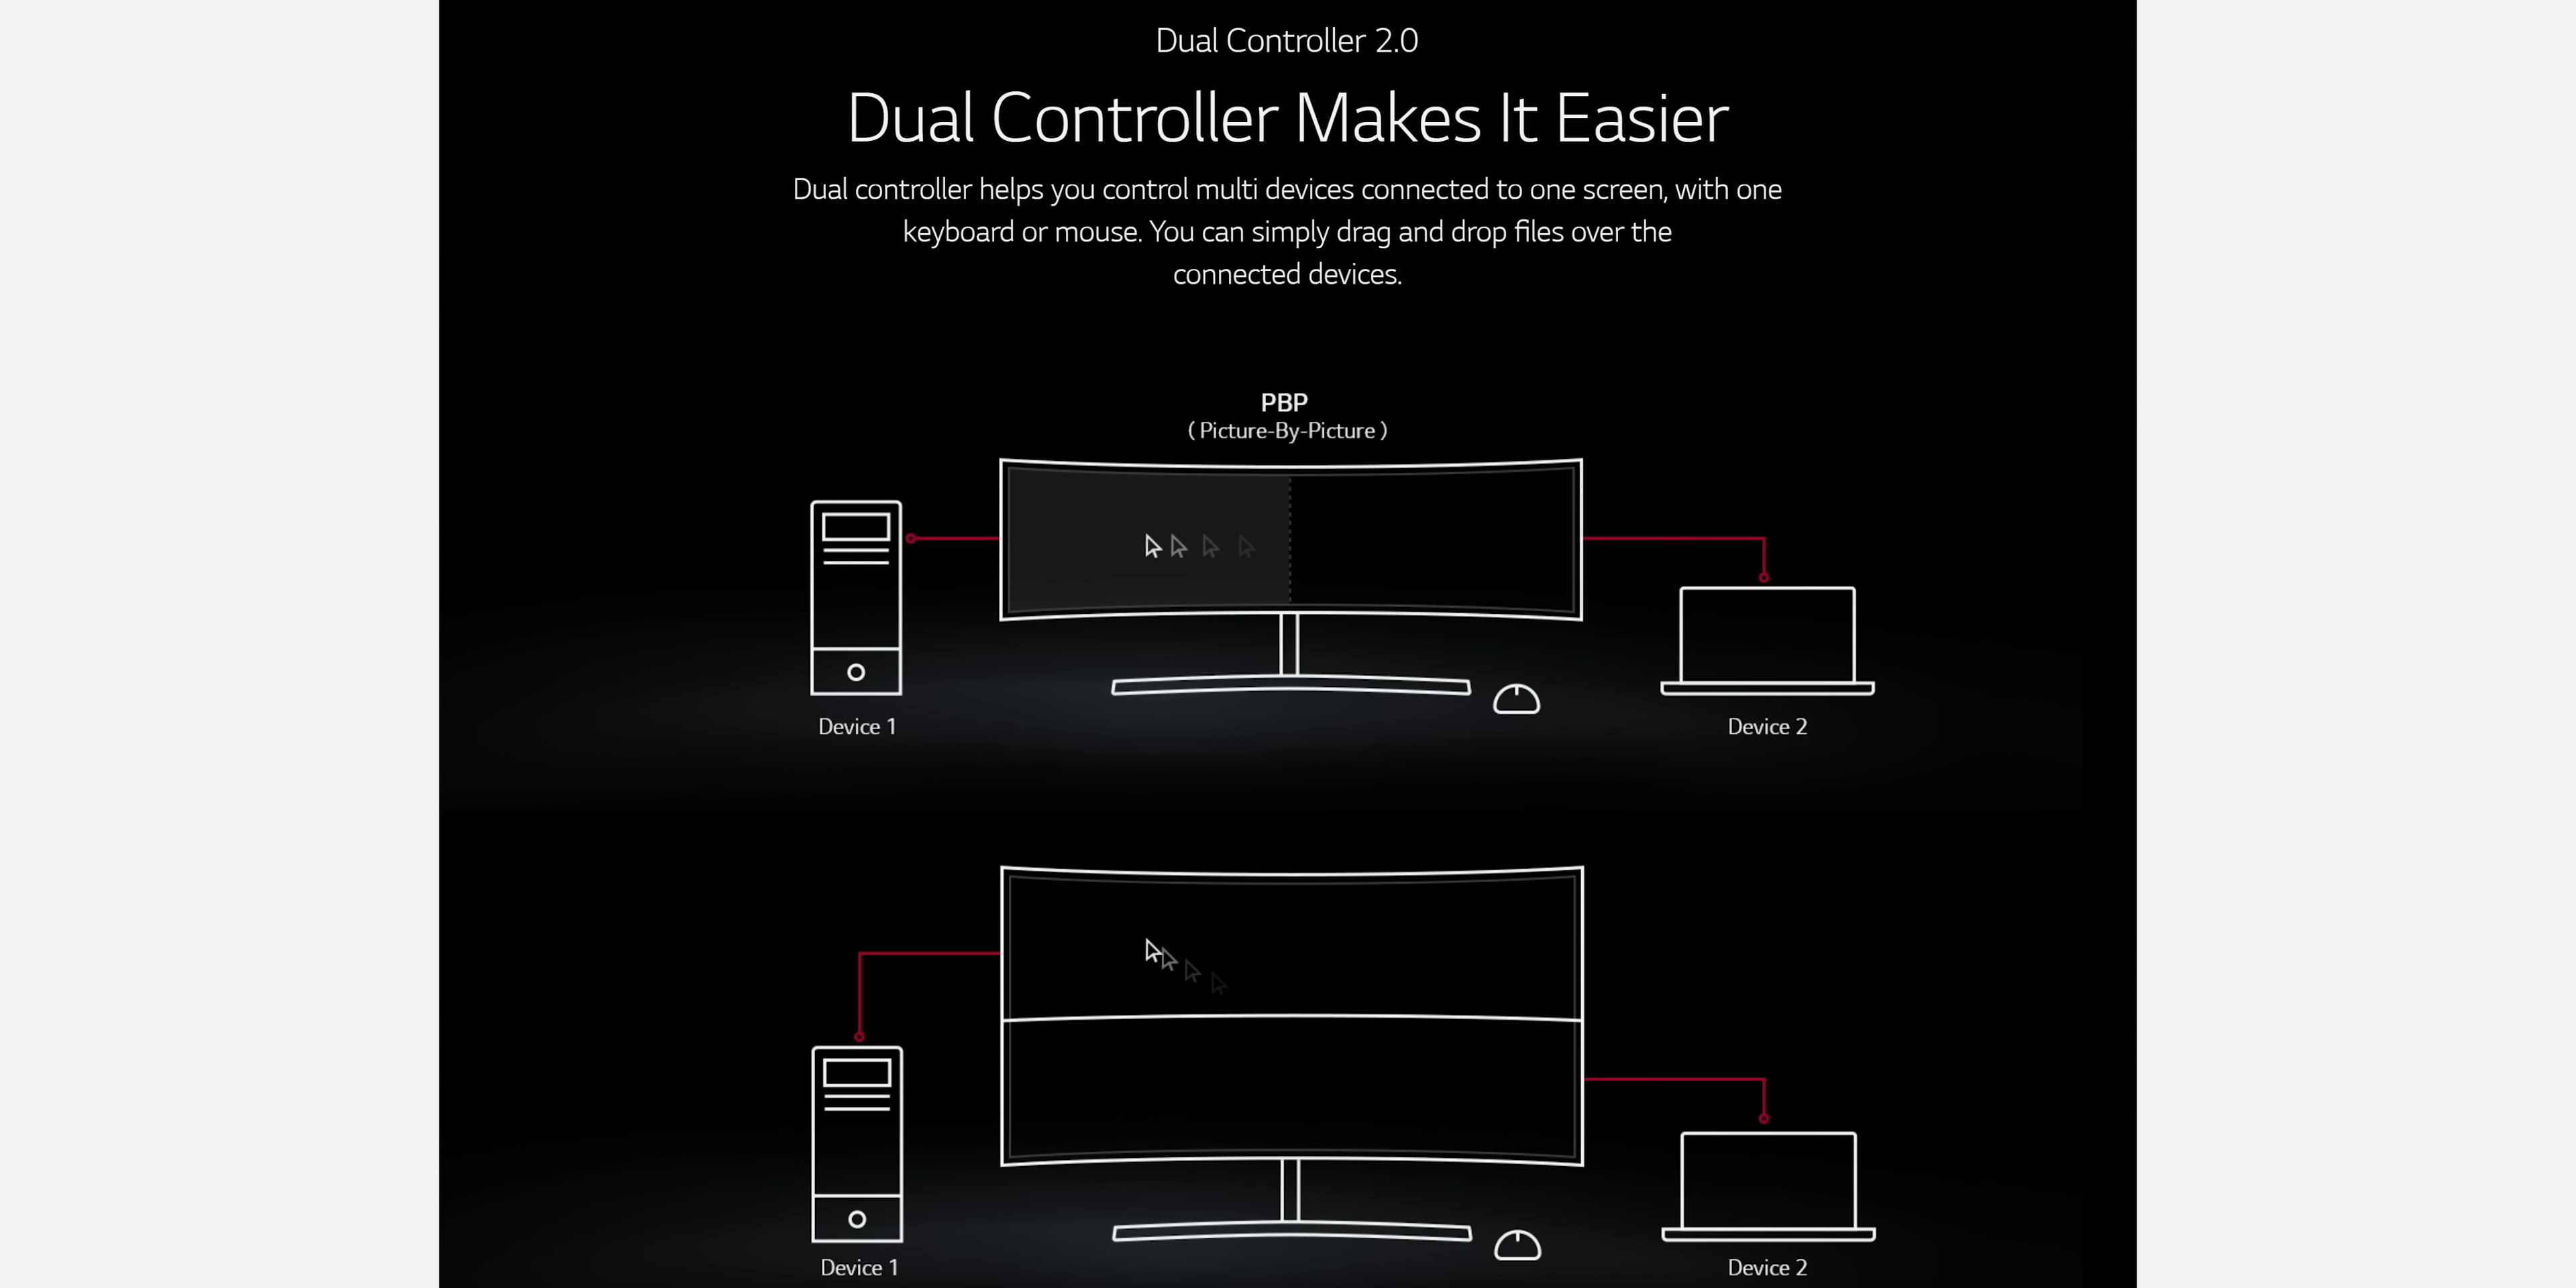 Dual Controller 2.0
Dual Controller Makes It Easier
Dual controller helps you control multi devices connected to one screen, with one
keyboard or mouse. You can simply drag and drop files over the
connected devices.
PBP
( Picture-By-Picture )
Device 1
Device 2
Device 1
Device 2